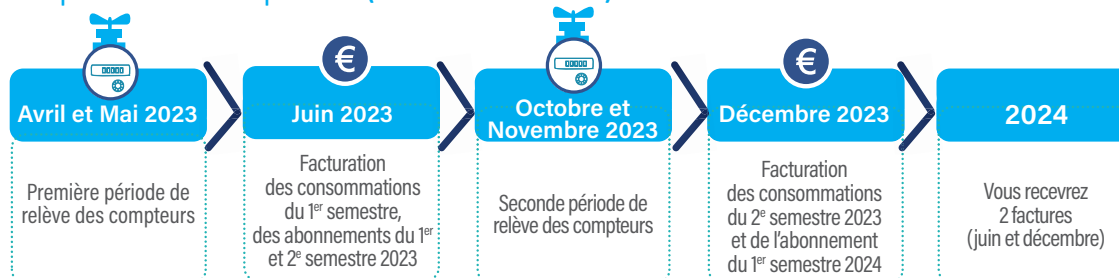 Avril et Mai 2023
Première période de
relève des compteurs
Juin 2023
Facturation
des consommations
du 1er semestre,
des abonnements du 1er
et 2e semestre 2023
Octobre et
Novembre 2023
Seconde période de
relève des compteurs
Décembre 2023
Facturation
des consommations
du 2e semestre 2023
et de l'abonnement
du 1er semestre 2024
2024
Vous recevrez
2 factures
(juin et décembre)